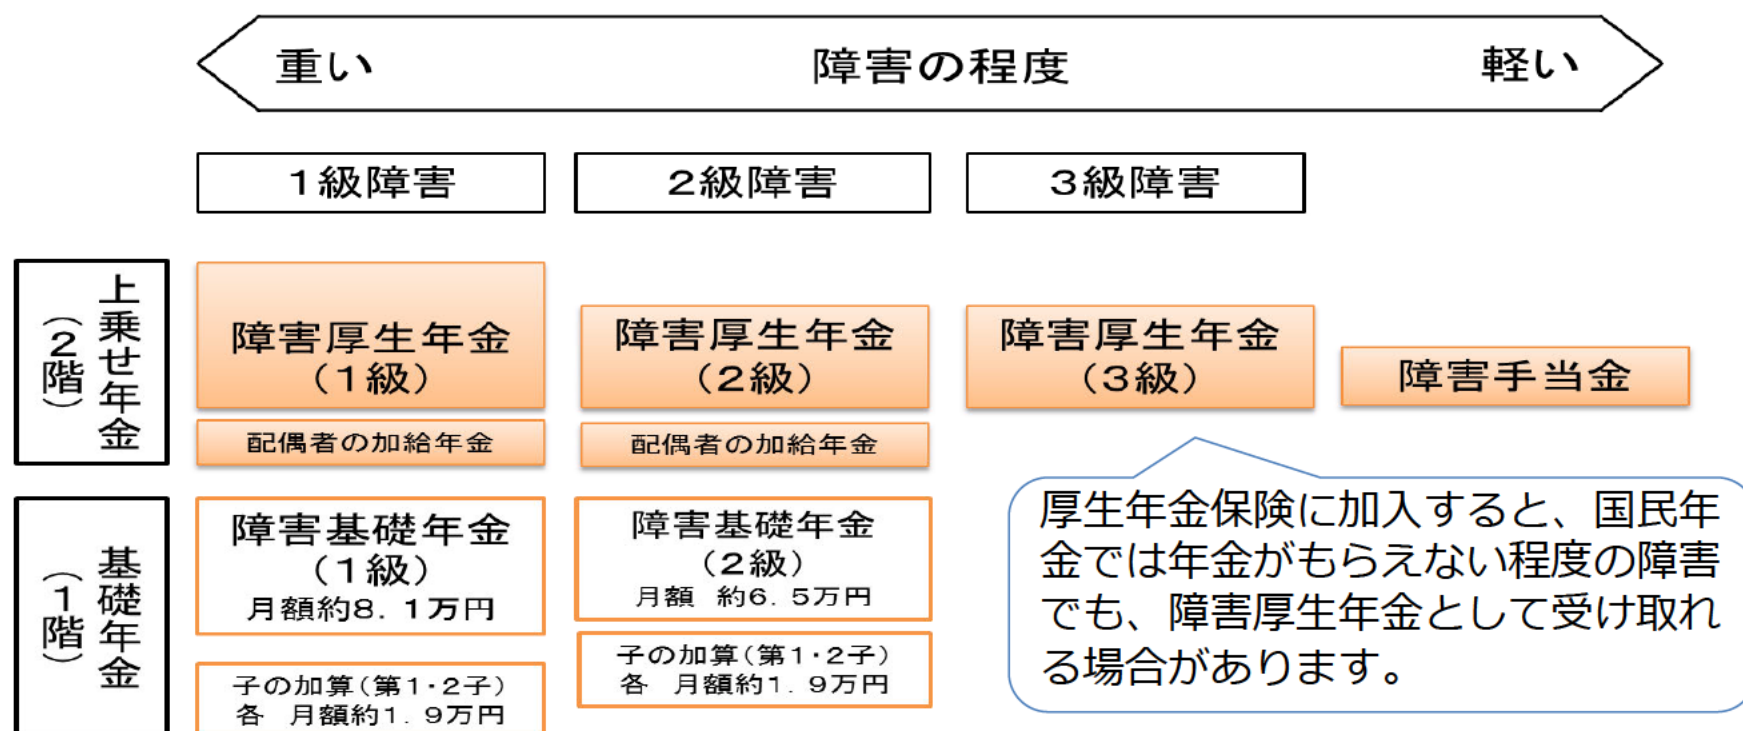 重い 障害の程度 軽い
1級障害
2級障害
3級障害
上乗せ年金
(2階)
障害厚生年金
(1級)
障害厚生年金
(2級)
障害厚生年金
(3級)
障害手当金
配偶者の加給年金
配偶者の加給年金
基礎年金
(1階)
障害基礎年金
(1級)
月額約8.1万円
障害基礎年金
(2級)
月額 約6.5万円
子の加算(第1・2子)
各 月額約1.9万円
子の加算(第1・2子)
各 月額約1.9万円
厚生年金保険に加入すると、国民年
金では年金がもらえない程度の障害
でも、障害厚生年金として受け取れ
る場合があります。